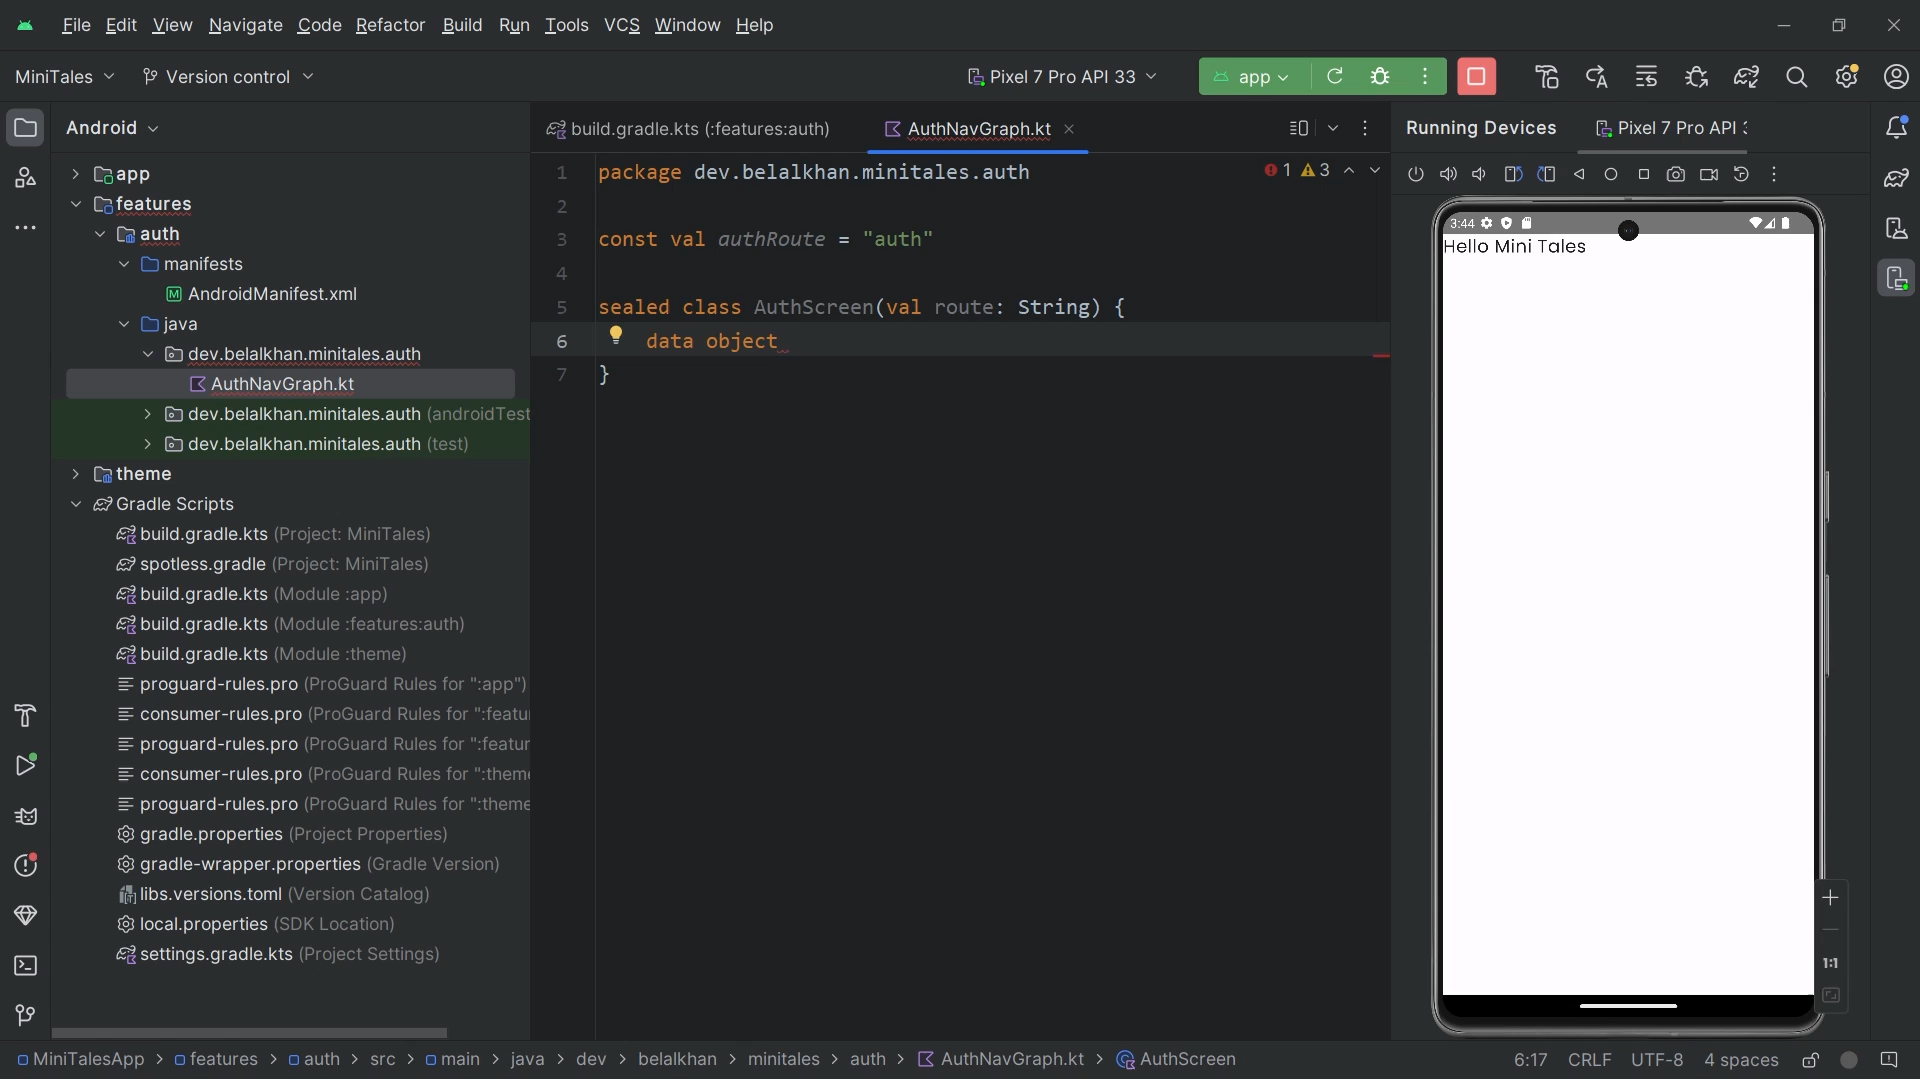 File Edit View Navigate Code Refactor Build Run Tools VCS Window Help
MiniTales Version control Pixel 7 Pro API 33 app
Android
build.gradle.kts (:features:auth) AuthNavGraph.kt
Running Devices Pixel 7 Pro API
app
features
auth
manifests
AndroidManifest.xml
java
dev.belalkhan.minitales.auth
AuthNavGraph.kt
dev.belalkhan.minitales.auth (androidTest
dev.belalkhan.minitales.auth (test)
theme
Gradle Scripts
build.gradle.kts (Project: MiniTales)
spotless.gradle (Project: MiniTales)
build.gradle.kts (Module :app)
build.gradle.kts (Module :features:auth)
build.gradle.kts (Module :theme)
proguard-rules.pro (ProGuard Rules for ":app")
consumer-rules.pro (ProGuard Rules for ":featu
proguard-rules.pro (ProGuard Rules for ":featur
consumer-rules.pro (ProGuard Rules for ":theme
proguard-rules.pro (ProGuard Rules for ":theme
gradle.properties (Project Properties)
gradle-wrapper.properties (Gradle Version)
libs.versions.toml (Version Catalog)
local.properties (SDK Location)
settings.gradle.kts (Project Settings)
1 package dev.belalkhan.minitales.auth
1 3
2
3 const val authRoute = "auth"
4
5 sealed class AuthScreen(val route: String) {
6 data object
7 }
3:44
Hello Mini Tales
1:1
MiniTalesApp > features > auth > src > main > java > dev > belalkhan > minitales > auth > AuthNavGraph.kt > AuthScreen
6:17 CRLF UTF-8 4 spaces